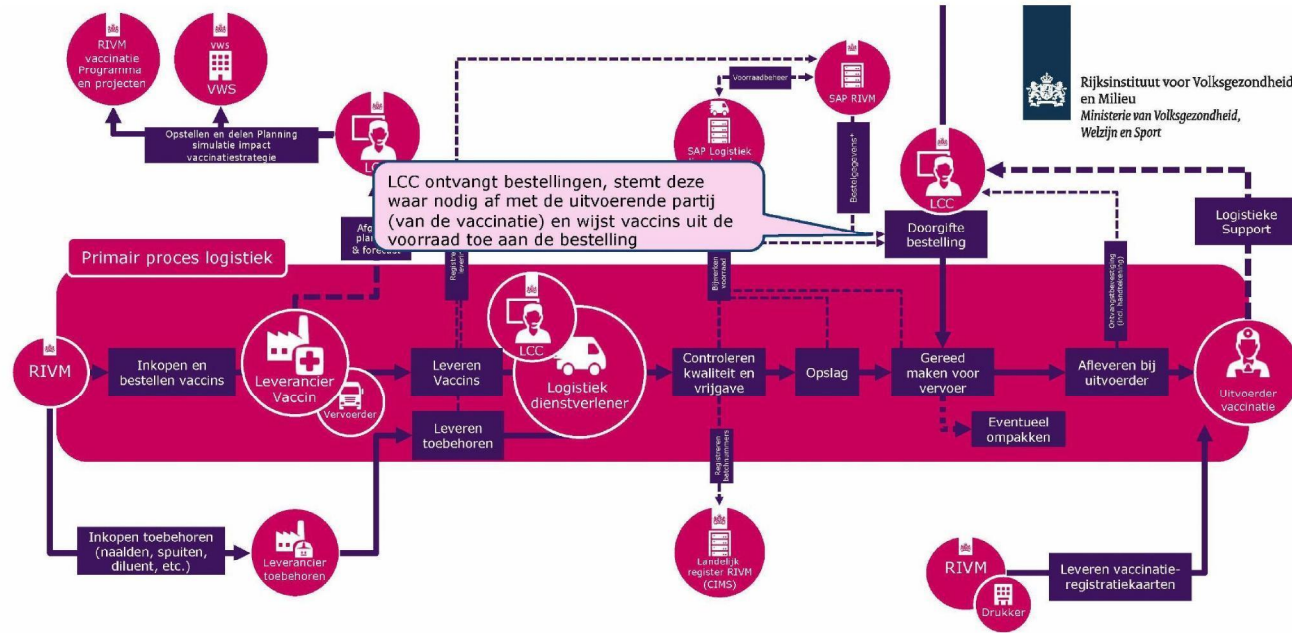 RIVM
vaccinatie
Programma
en projecten
vws
VWS
Opstellen en delen Planning
simulatie impact
vaccinatiestrategie
Voorraadbeheer
SAP RIVM
SAP Logistiek
Bestelgegevens*
Rijksinstituut voor Volksgezondheid
en Milieu
Ministerie van Volksgezondheid,
Welzijn en Sport
LCC ontvangt bestellingen, stemt deze
waar nodig af met de uitvoerende partij
(van de vaccinatie) en wijst vaccins uit de
voorraad toe aan de bestelling
LCC
Doorgifte
bestelling
Logistieke
Support
& forecast
Bijwerken
voorraad
Ontvangstbevestiging
(incl. handtekening)
Primair proces logistiek
RIVM
Inkopen en
bestellen vaccins
Leverancier
Vaccin
Vervoerder
Leveren
Vaccins
Leveren
toebehoren
LCC
Logistiek
dienstverlener
Controleren
kwaliteit en
vrijgave
Opslag
Gereed
maken voor
vervoer
Eventueel
ompakken
Afleveren bij
uitvoerder
Uitvoerder
vaccinatie
Registreren
batchnummers
Inkopen toebehoren
(naalden, spuiten,
diluent, etc.)
Leverancier
toebehoren
Landelijk
register RIVM
(CIMS)
RIVM
Drukker
Leveren vaccinatie-
registratiekaarten